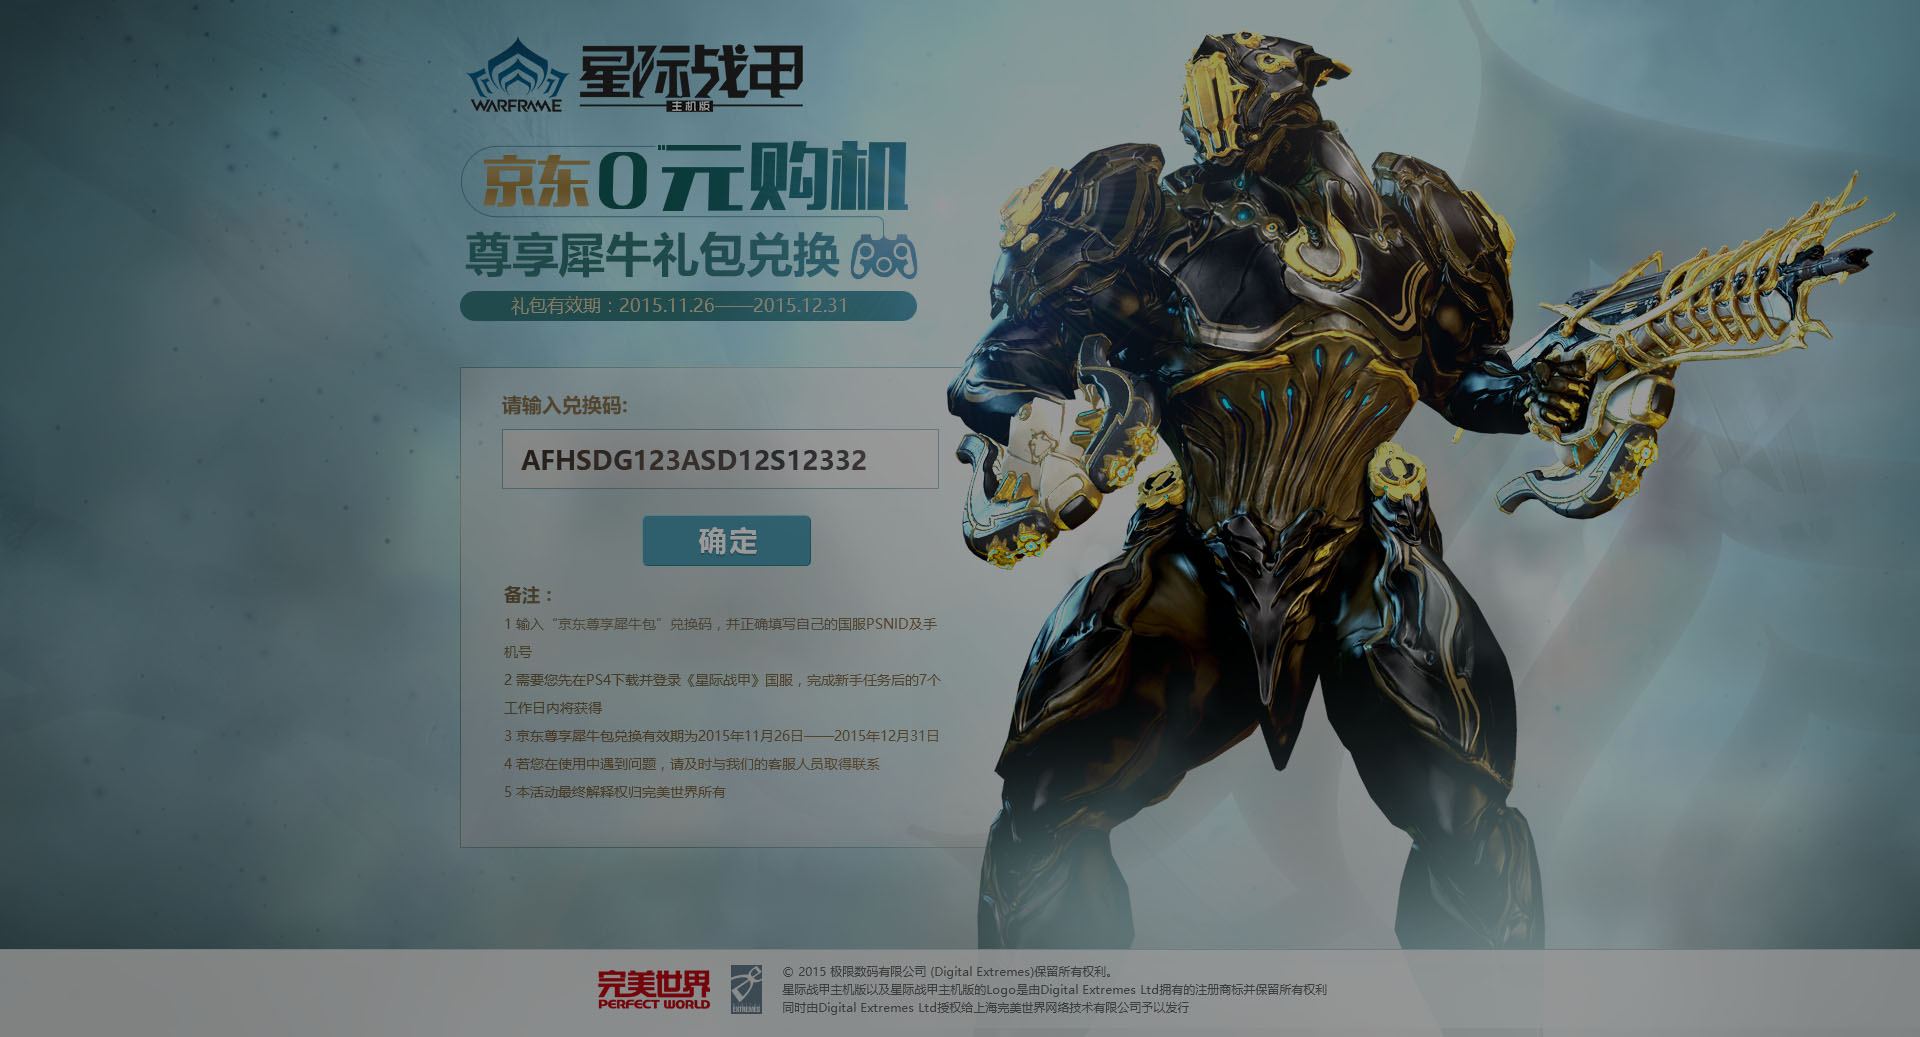 WARFRAME
星际战甲
主机版
京东0元购机
尊享犀牛礼包兑换
礼包有效期：2015.11.26——2015.12.31
请输入兑换码:
AFHSDG123ASD12S12332
确定
备注：
1 输入“京东尊享犀牛包”兑换码，并正确填写自己的国服PSNID及手
机号
2 需要您先在PS4下载并登录《星际战甲》国服，完成新手任务后的7个
工作日内将获得
3 京东尊享犀牛包兑换有效期为2015年11月26日——2015年12月31日
4 若您在使用中遇到问题，请及时与我们的客服人员取得联系
5 本活动最终解释权归完美世界所有
完美世界
PERFECT WORLD
EXTREMES
© 2015 极限数码有限公司 (Digital Extremes)保留所有权利。
星际战甲主机版以及星际战甲主机版的Logo是由Digital Extremes Ltd拥有的注册商标并保留所有权利
同时由Digital Extremes Ltd授权给上海完美世界网络技术有限公司予以发行